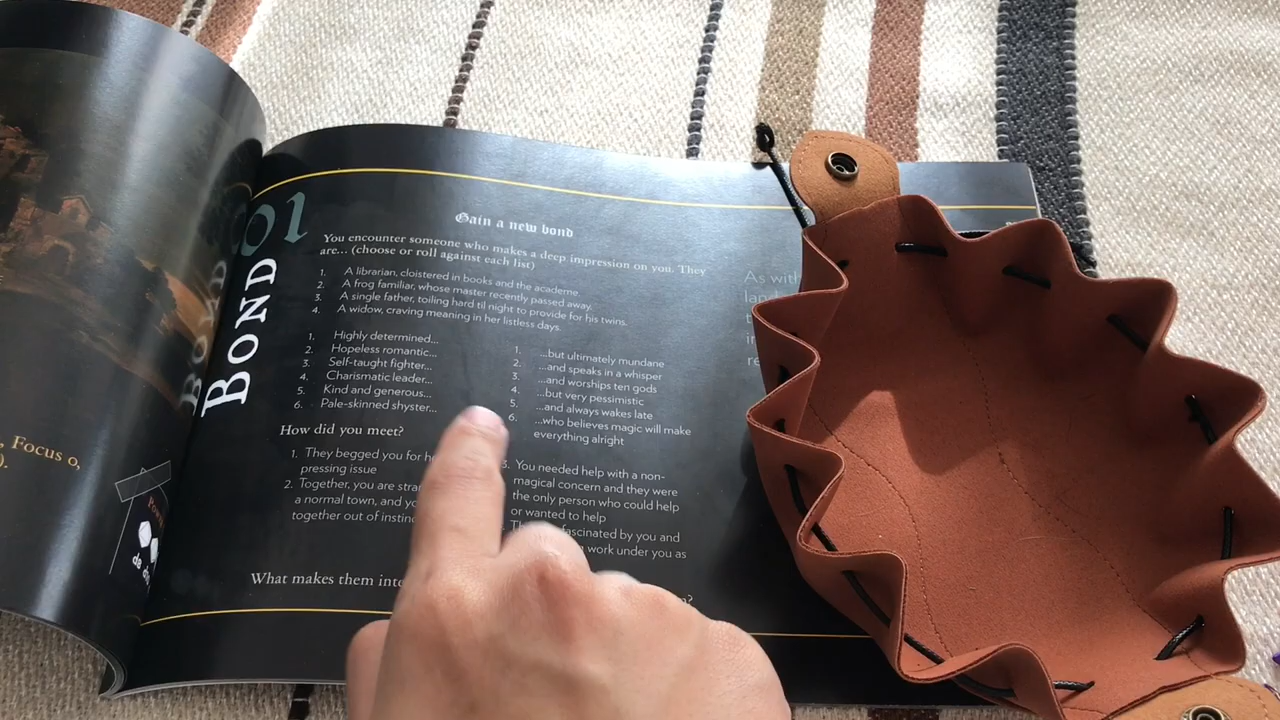 , Focus o,
).
BOND
01
BOND
Gain a new bond
You encounter someone who makes a deep impression on you. They
are... (choose or roll against each list)
1. A librarian, cloistered in books and the academe
2. A frog familiar, whose master recently passed away.
3. A single father, toiling hard til night to provide for his twins.
4. A widow, craving meaning in her listless days.
1. Highly determined...
2. Hopeless romantic...
3. Self-taught fighter...
4. Charismatic leader...
5. Kind and generous...
6. Pale-skinned shyster...
1. ...but ultimately mundane
2. ...and speaks in a whisper
3. ...and worships ten gods
4. ...but very pessimistic
5. ...and always wakes late
6. ...who believes magic will make
everything alright
How did you meet?
1. They begged you for
pressing issue
2. Together, you are
a normal town, and
together out of
3. You needed help with a non-
magical concern and they were
the only person who could help
or wanted to help
fascinated by you and
work under you as
What makes them
As with